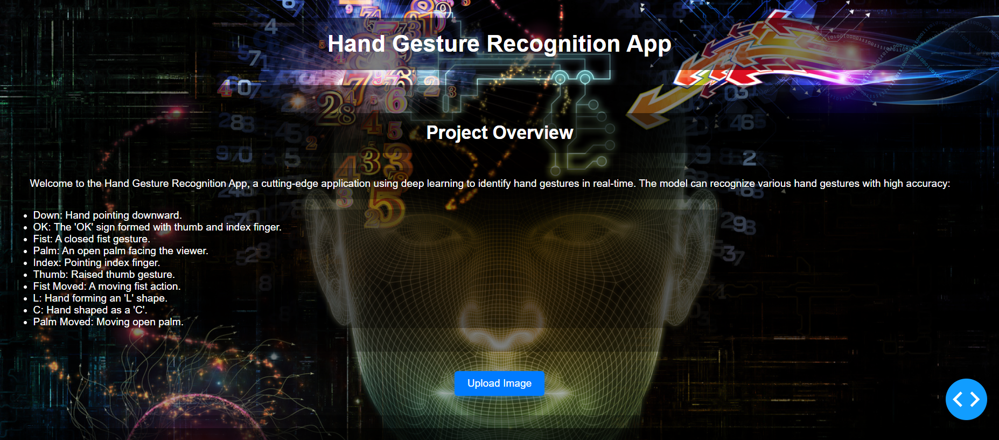 Hand Gesture Recognition App
Project Overview
Welcome to the Hand Gesture Recognition App, a cutting-edge application using deep learning to identify hand gestures in real-time. The model can recognize various hand gestures with high accuracy:
Down: Hand pointing downward.
OK: The 'OK' sign formed with thumb and index finger.
Fist: A closed fist gesture.
Palm: An open palm facing the viewer.
Index: Pointing index finger.
Thumb: Raised thumb gesture.
Fist Moved: A moving fist action.
L: Hand forming an 'L' shape.
C: Hand shaped as a 'C'.
Palm Moved: Moving open palm.
Upload Image